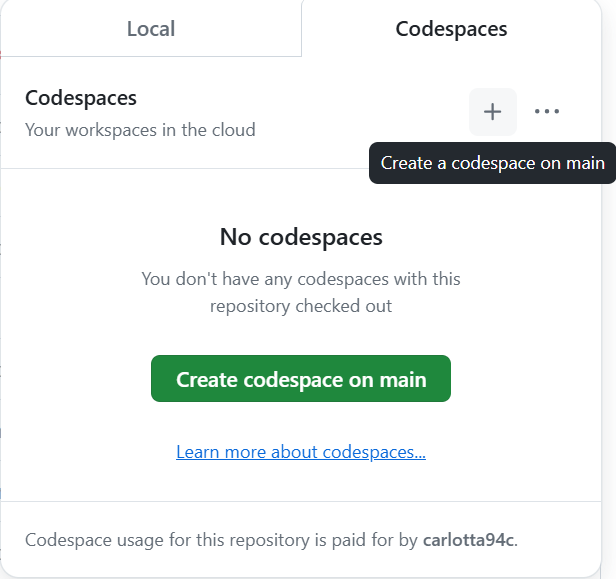 Local
Codespaces
Codespaces
Your workspaces in the cloud
Create a codespace on main
No codespaces
You don't have any codespaces with this
repository checked out
Create codespace on main
Learn more about codespaces...
Codespace usage for this repository is paid for by carlotta94c.